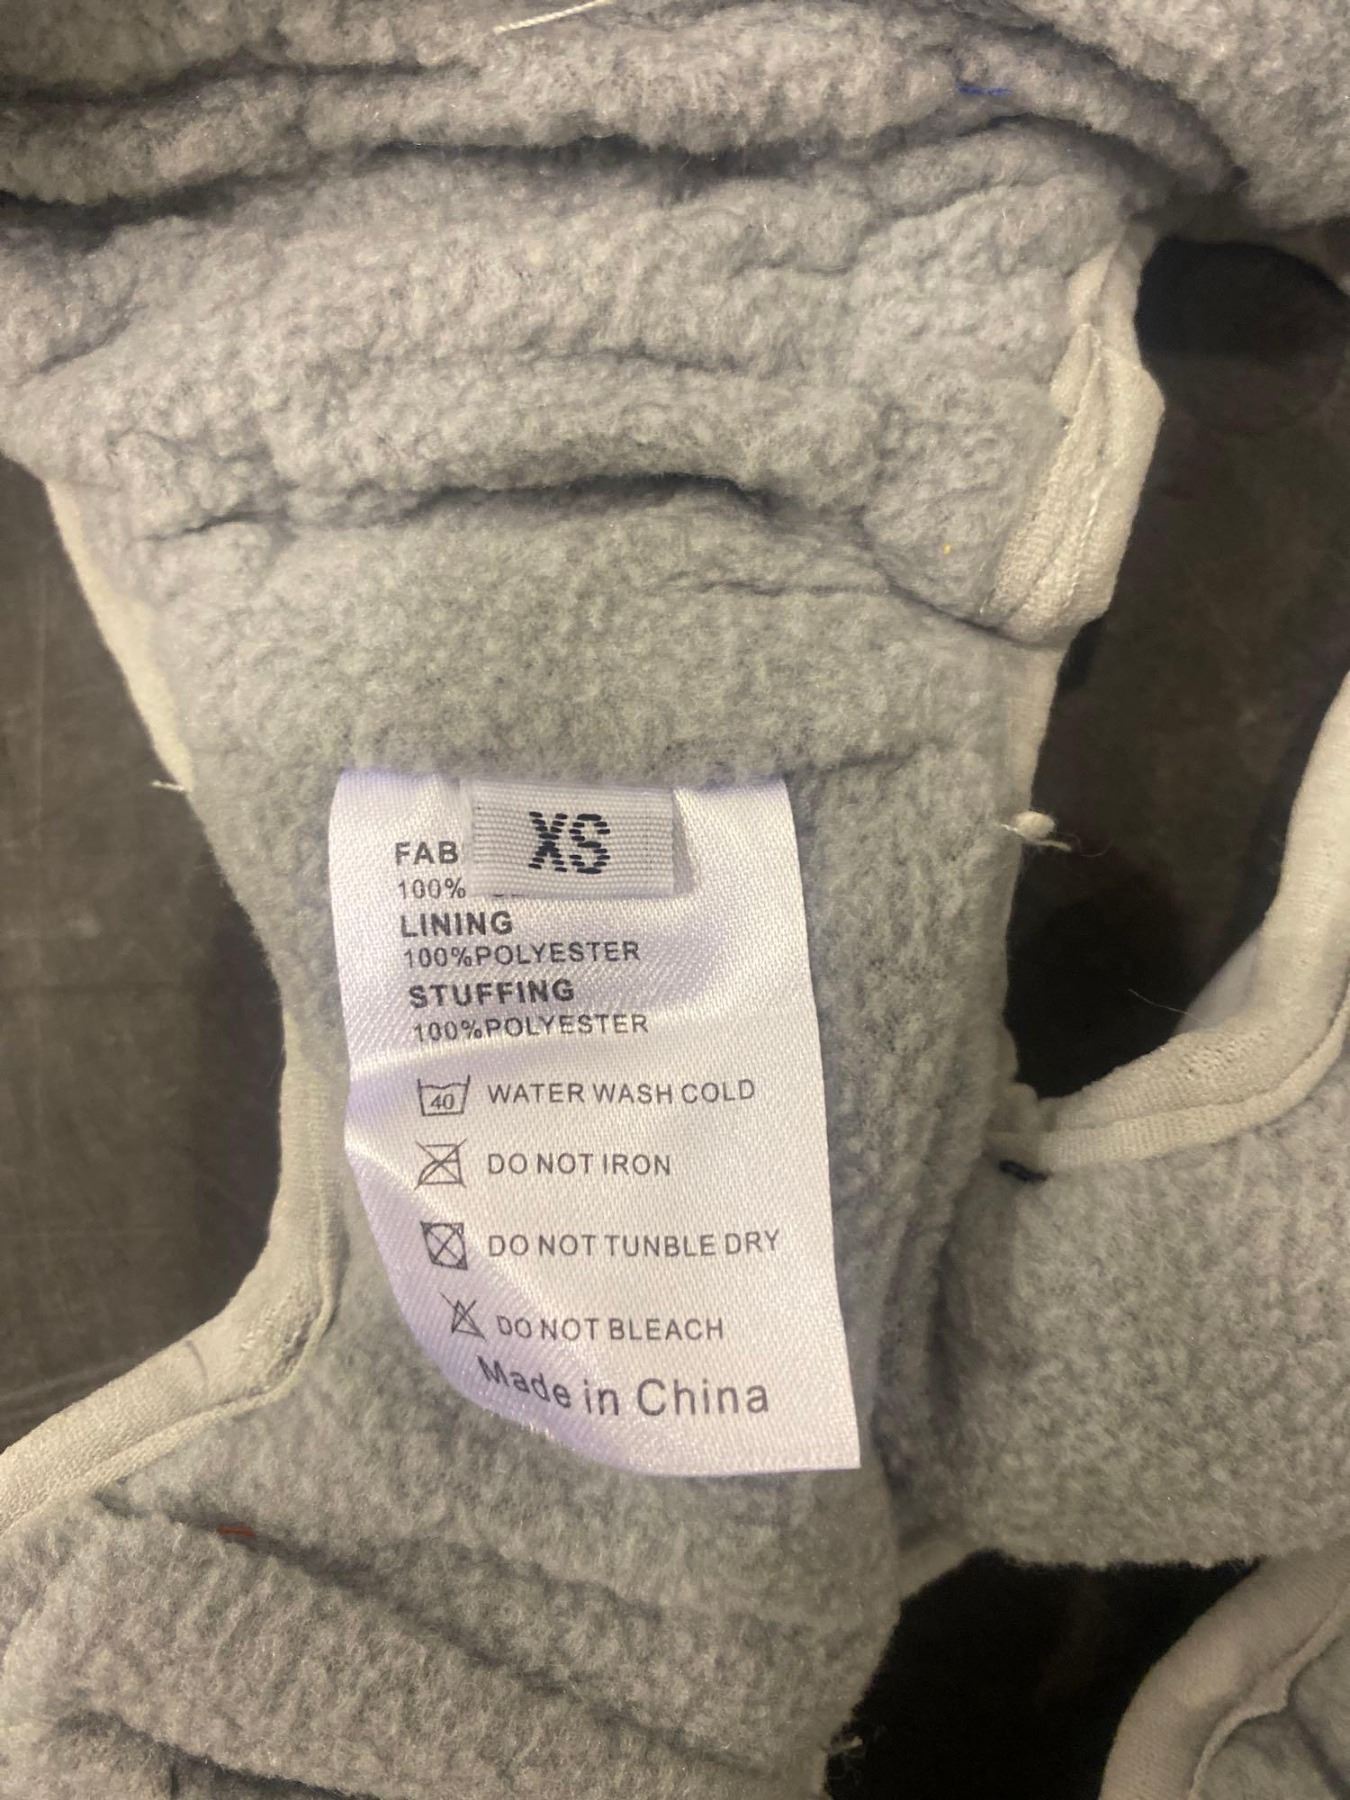 XS
FAB
100%
LINING
100%POLYESTER
STUFFING
100%POLYESTER
40 WATER WASH COLD
DO NOT IRON
DO NOT TUNBLE DRY
DO NOT BLEACH
Made in China